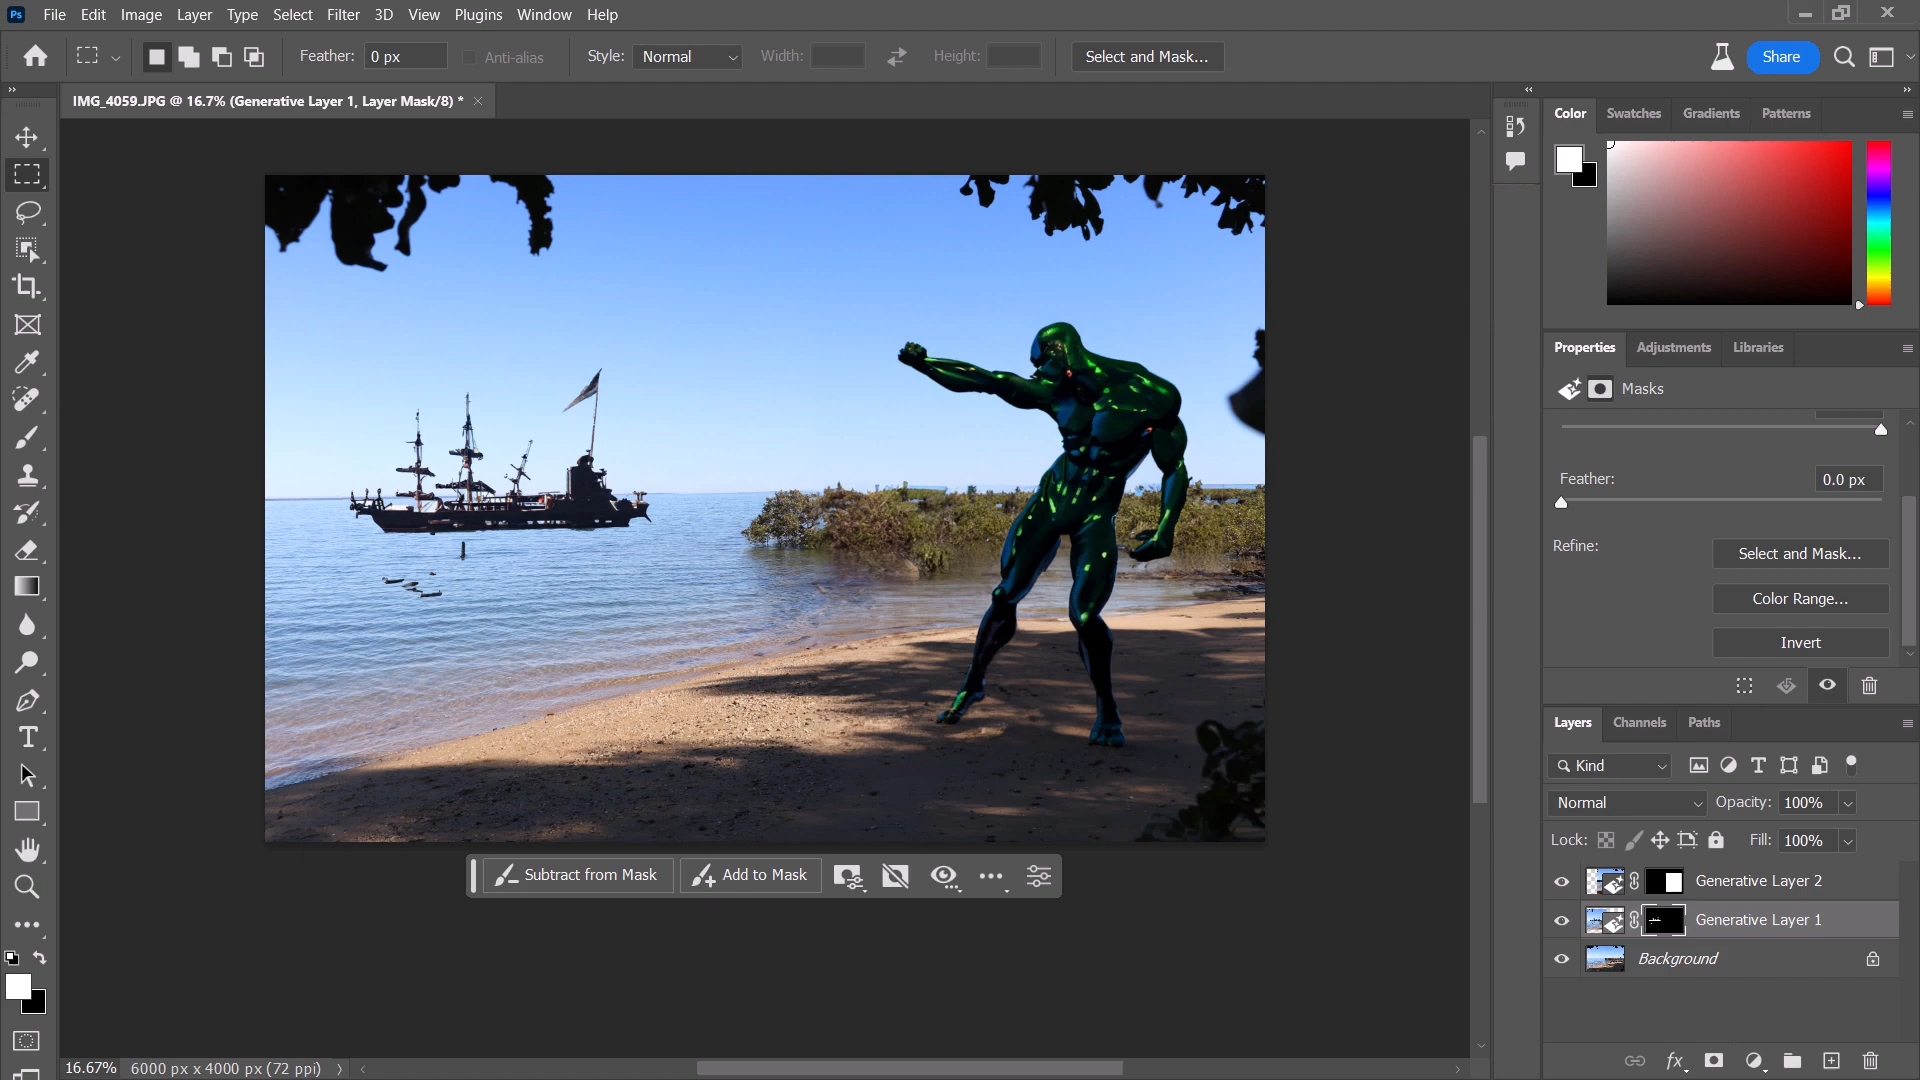 Ps File Edit Image Layer Type Select Filter 3D View Plugins Window Help
Feather: 0 px Anti-alias Style: Normal Width: Height: Select and Mask... Share
IMG_4059.JPG @ 16.7% (Generative Layer 1, Layer Mask/8) *
Color Swatches Gradients Patterns
Properties Adjustments Libraries
Masks
Feather: 0.0 px
Refine: Select and Mask...
Color Range...
Invert
Layers Channels Paths
Kind
Normal Opacity: 100%
Lock: Fill: 100%
Generative Layer 2
Generative Layer 1
Background
Subtract from Mask Add to Mask
16.67% 6000 px x 4000 px (72 ppi)